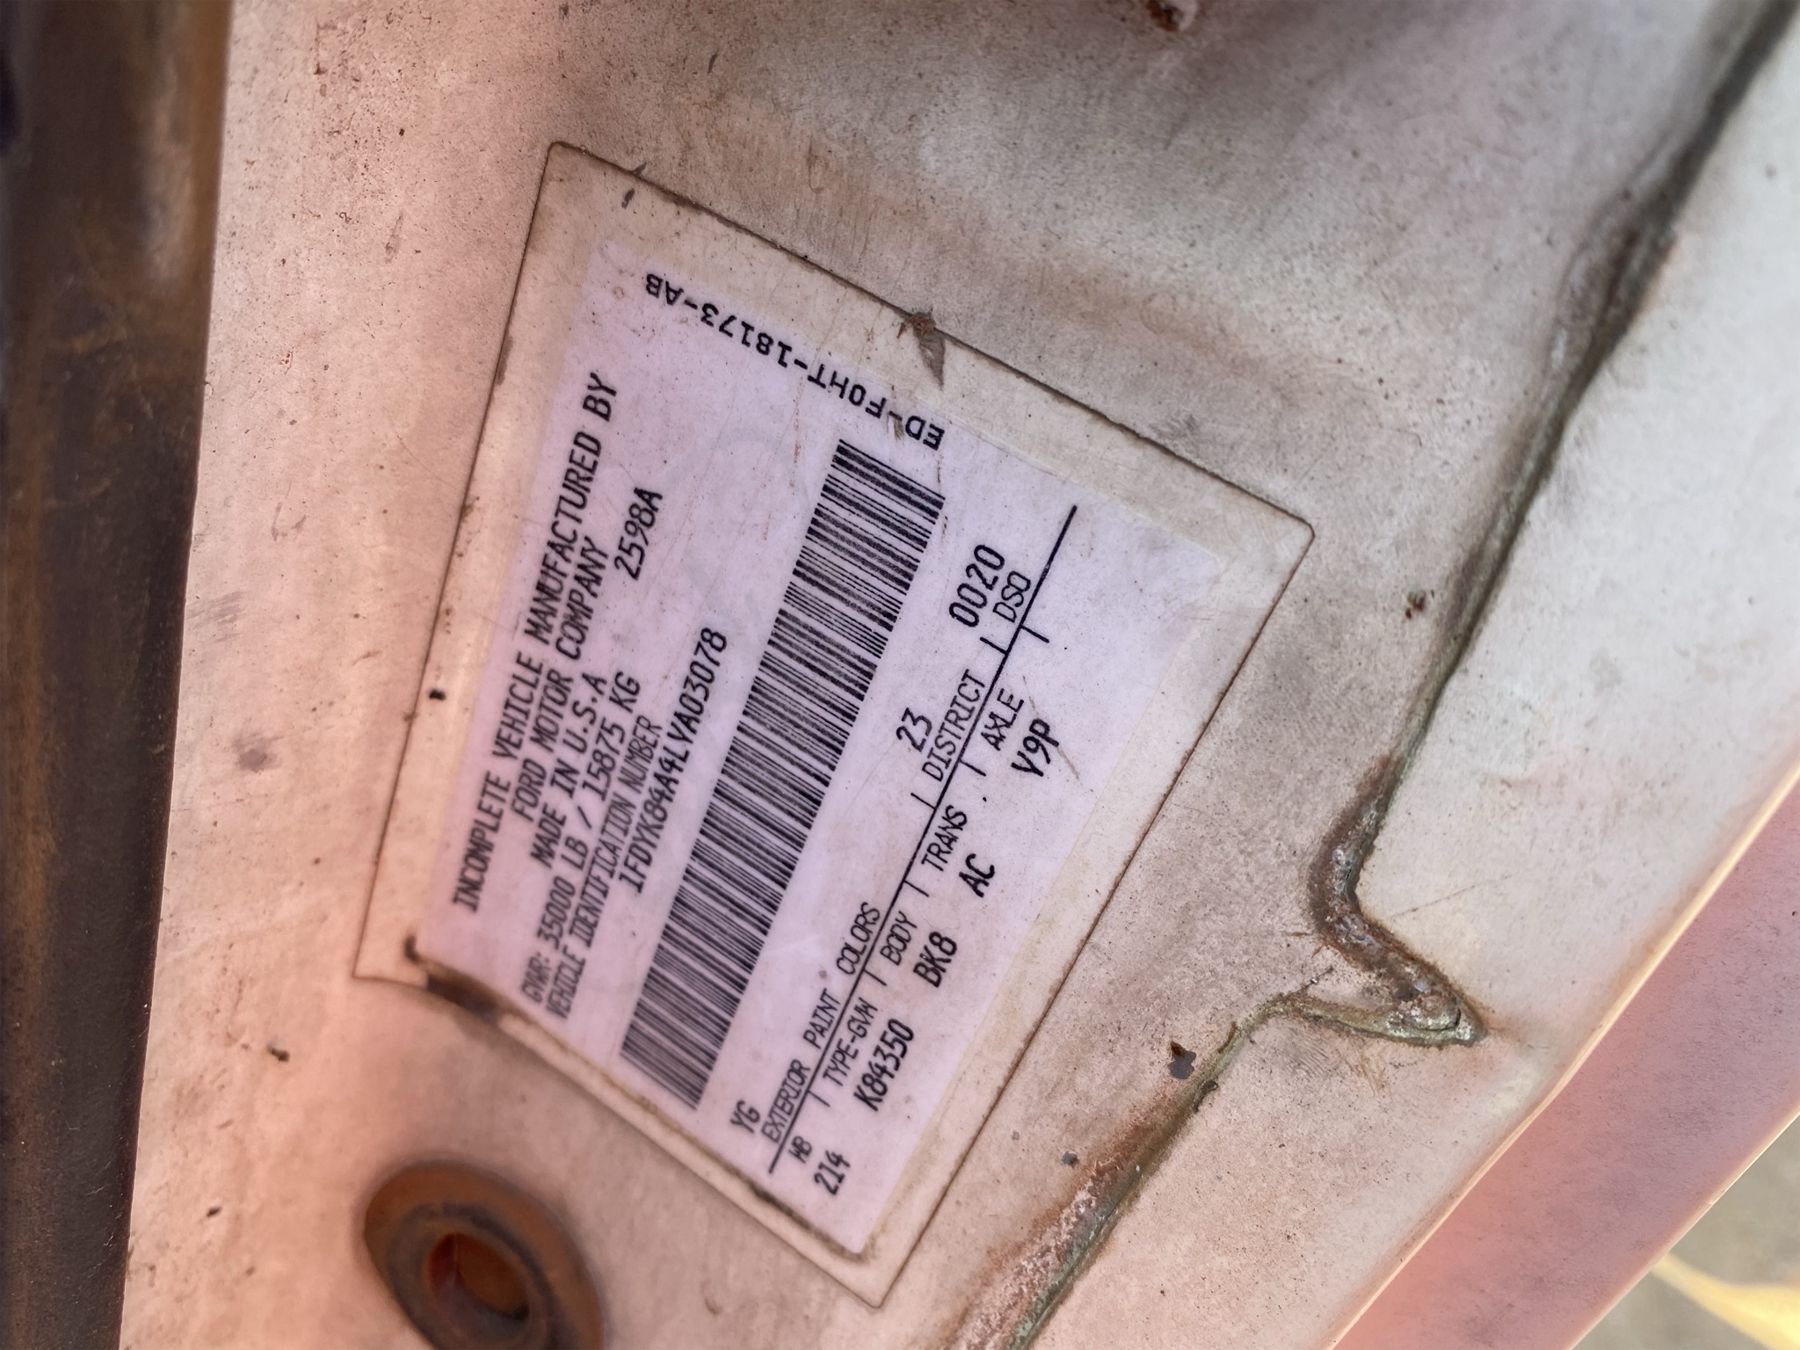 INCOMPLETE VEHICLE MANUFACTURED BY
FORD MOTOR COMPANY
MADE IN U.S.A 2598A
GVWR: 35000 LB / 15875 KG
VEHICLE IDENTIFICATION NUMBER
1FDYK84A4LVA03078
ED-F0HT-18173-AB
YG 23 0020
EXTERIOR PAINT COLORS DISTRICT DSO
WB TYPE-GVW BODY TRANS AXLE
214 K84350 BK8 AC Y9P